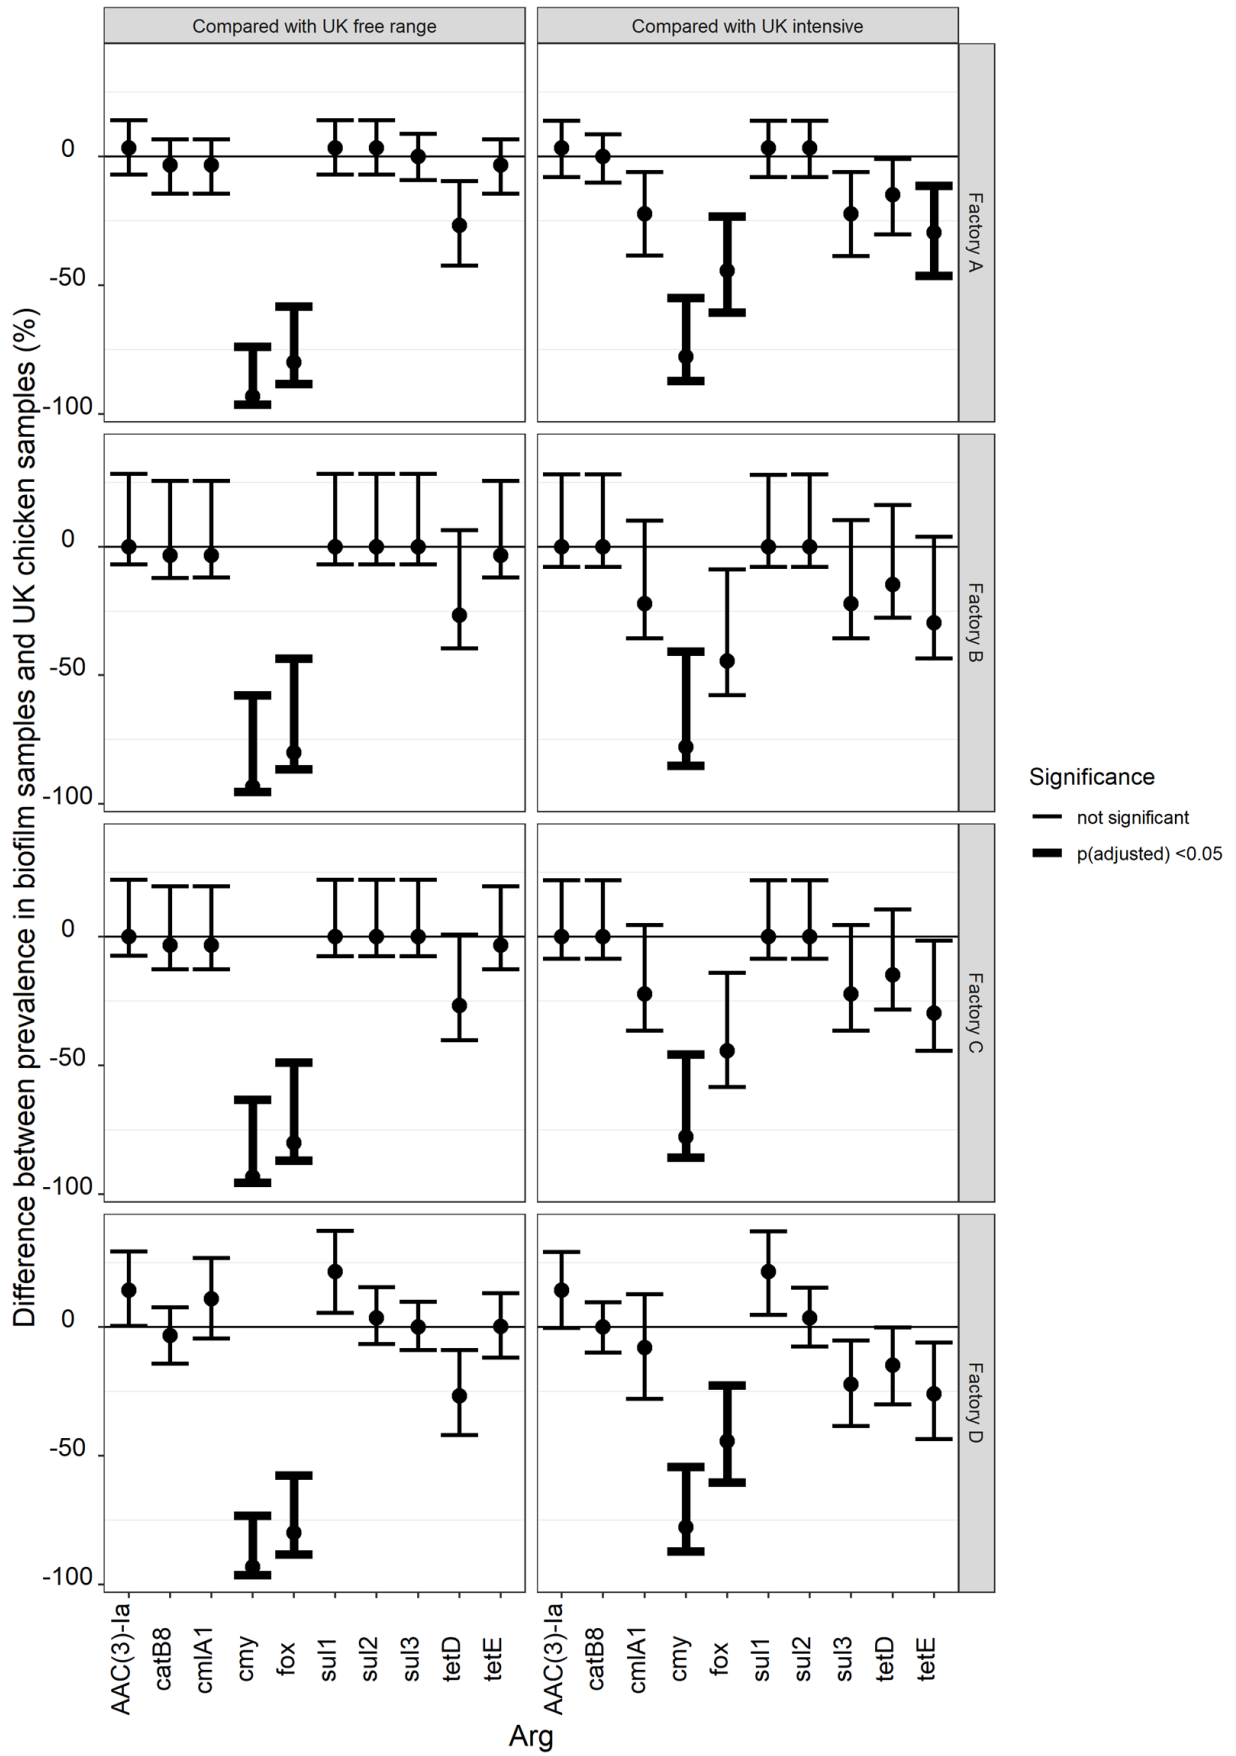 Compared with UK free range
Compared with UK intensive
Difference between prevalence in biofilm samples and UK chicken samples (%)
0
-50
-100
Factory A
0
-50
-100
Factory B
0
-50
-100
Factory C
0
-50
-100
Factory D
Significance
not significant
p(adjusted) <0.05
AAC(3)-Ia
catB8
cmlA1
cmy
fox
sul1
sul2
sul3
tetD
tetE
AAC(3)-Ia
catB8
cmlA1
cmy
fox
sul1
sul2
sul3
tetD
tetE
Arg